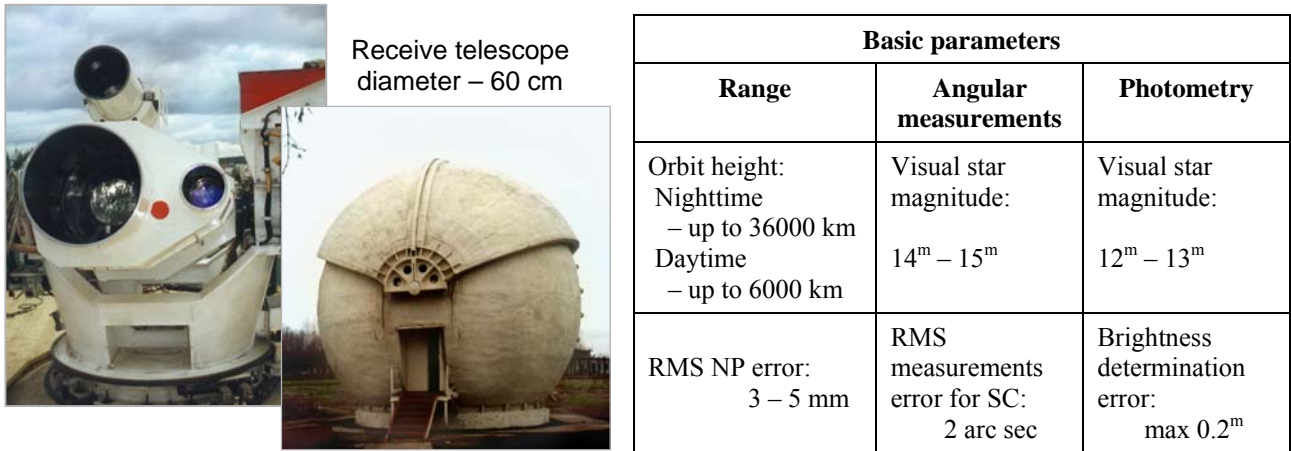 Receive telescope
diameter – 60 cm
Basic parameters
Range
Angular
measurements
Photometry
Orbit height:
Nighttime
– up to 36000 km
Daytime
– up to 6000 km
Visual star
magnitude:
14ᵐ – 15ᵐ
Visual star
magnitude:
12ᵐ – 13ᵐ
RMS NP error:
3 – 5 mm
RMS
measurements
error for SC:
2 arc sec
Brightness
determination
error:
max 0.2ᵐ